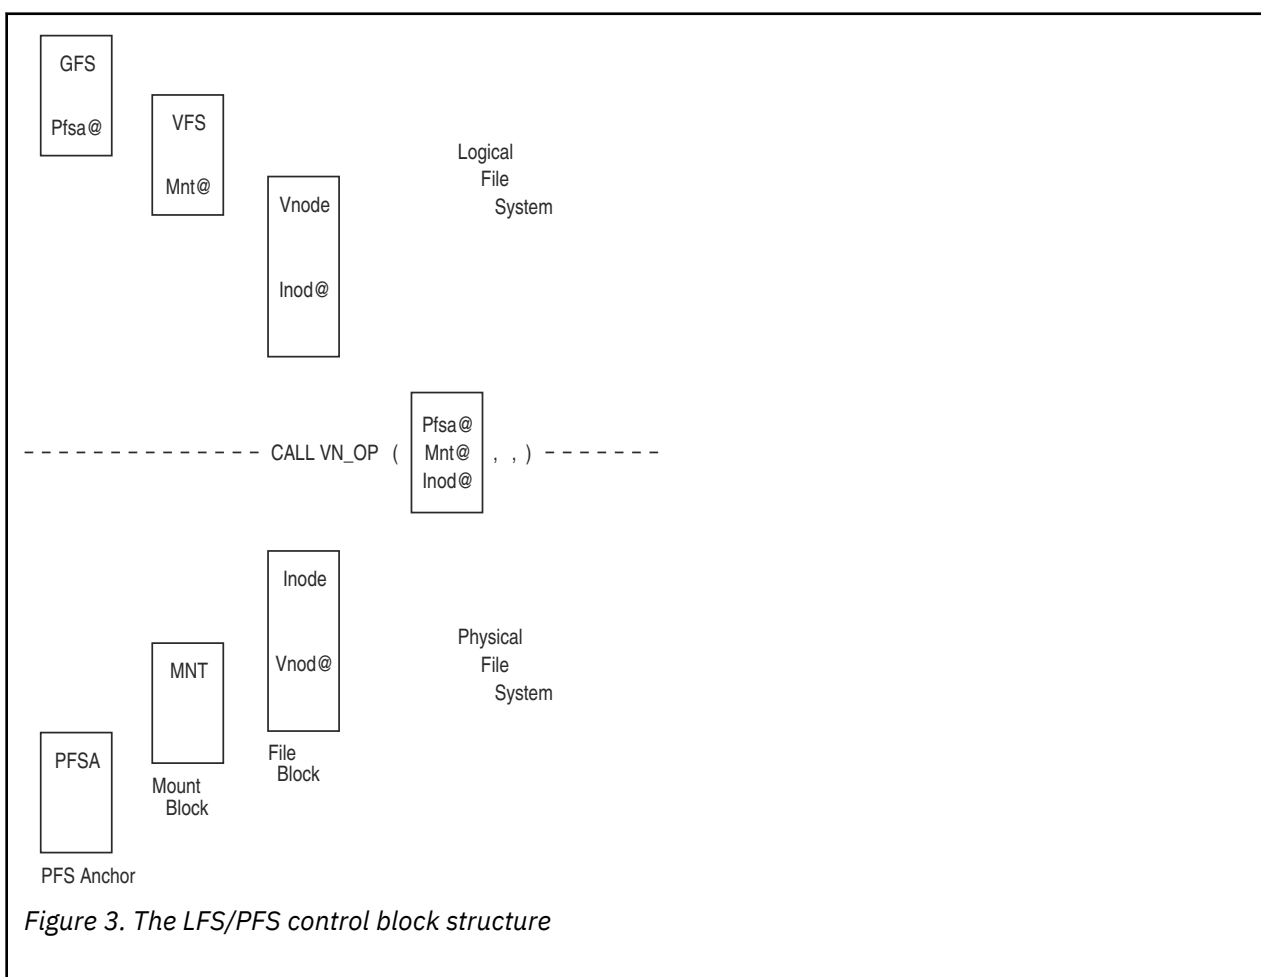 GFS
Pfsa@
VFS
Mnt@
Vnode
Inod@
Logical
File
System
- - - - - - - - - - - - - - CALL VN_OP ( Pfsa@
Mnt@
Inod@ , , ) - - - - - - -
Inode
Vnod@
File
Block
Physical
File
System
MNT
Mount
Block
PFSA
PFS Anchor
Figure 3. The LFS/PFS control block structure